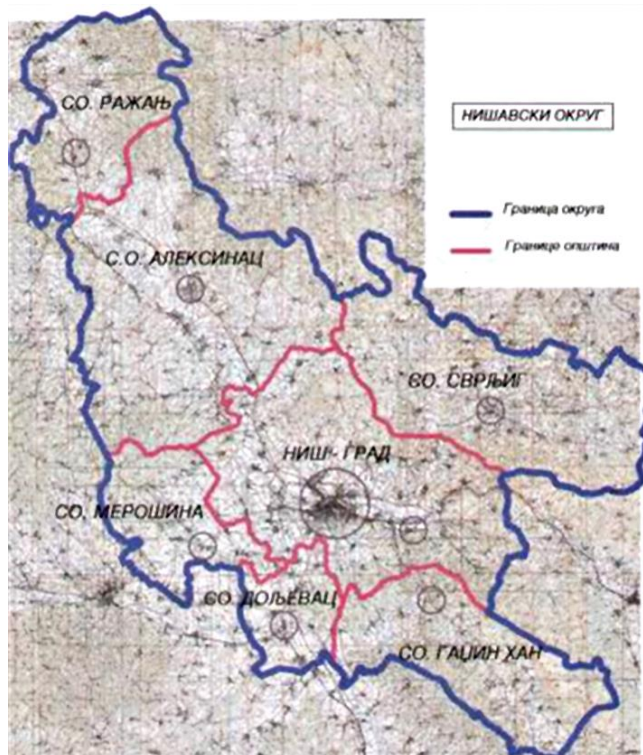 СО. РАЖАЊ
НИШАВСКИ ОКРУГ
Граница округа
Границе општина
С.О. АЛЕКСИНАЦ
СО. СВРЉИГ
НИШ - ГРАД
СО. МЕРОШИНА
СО. ДОЉЕВАЦ
СО. ГАЏИН ХАН